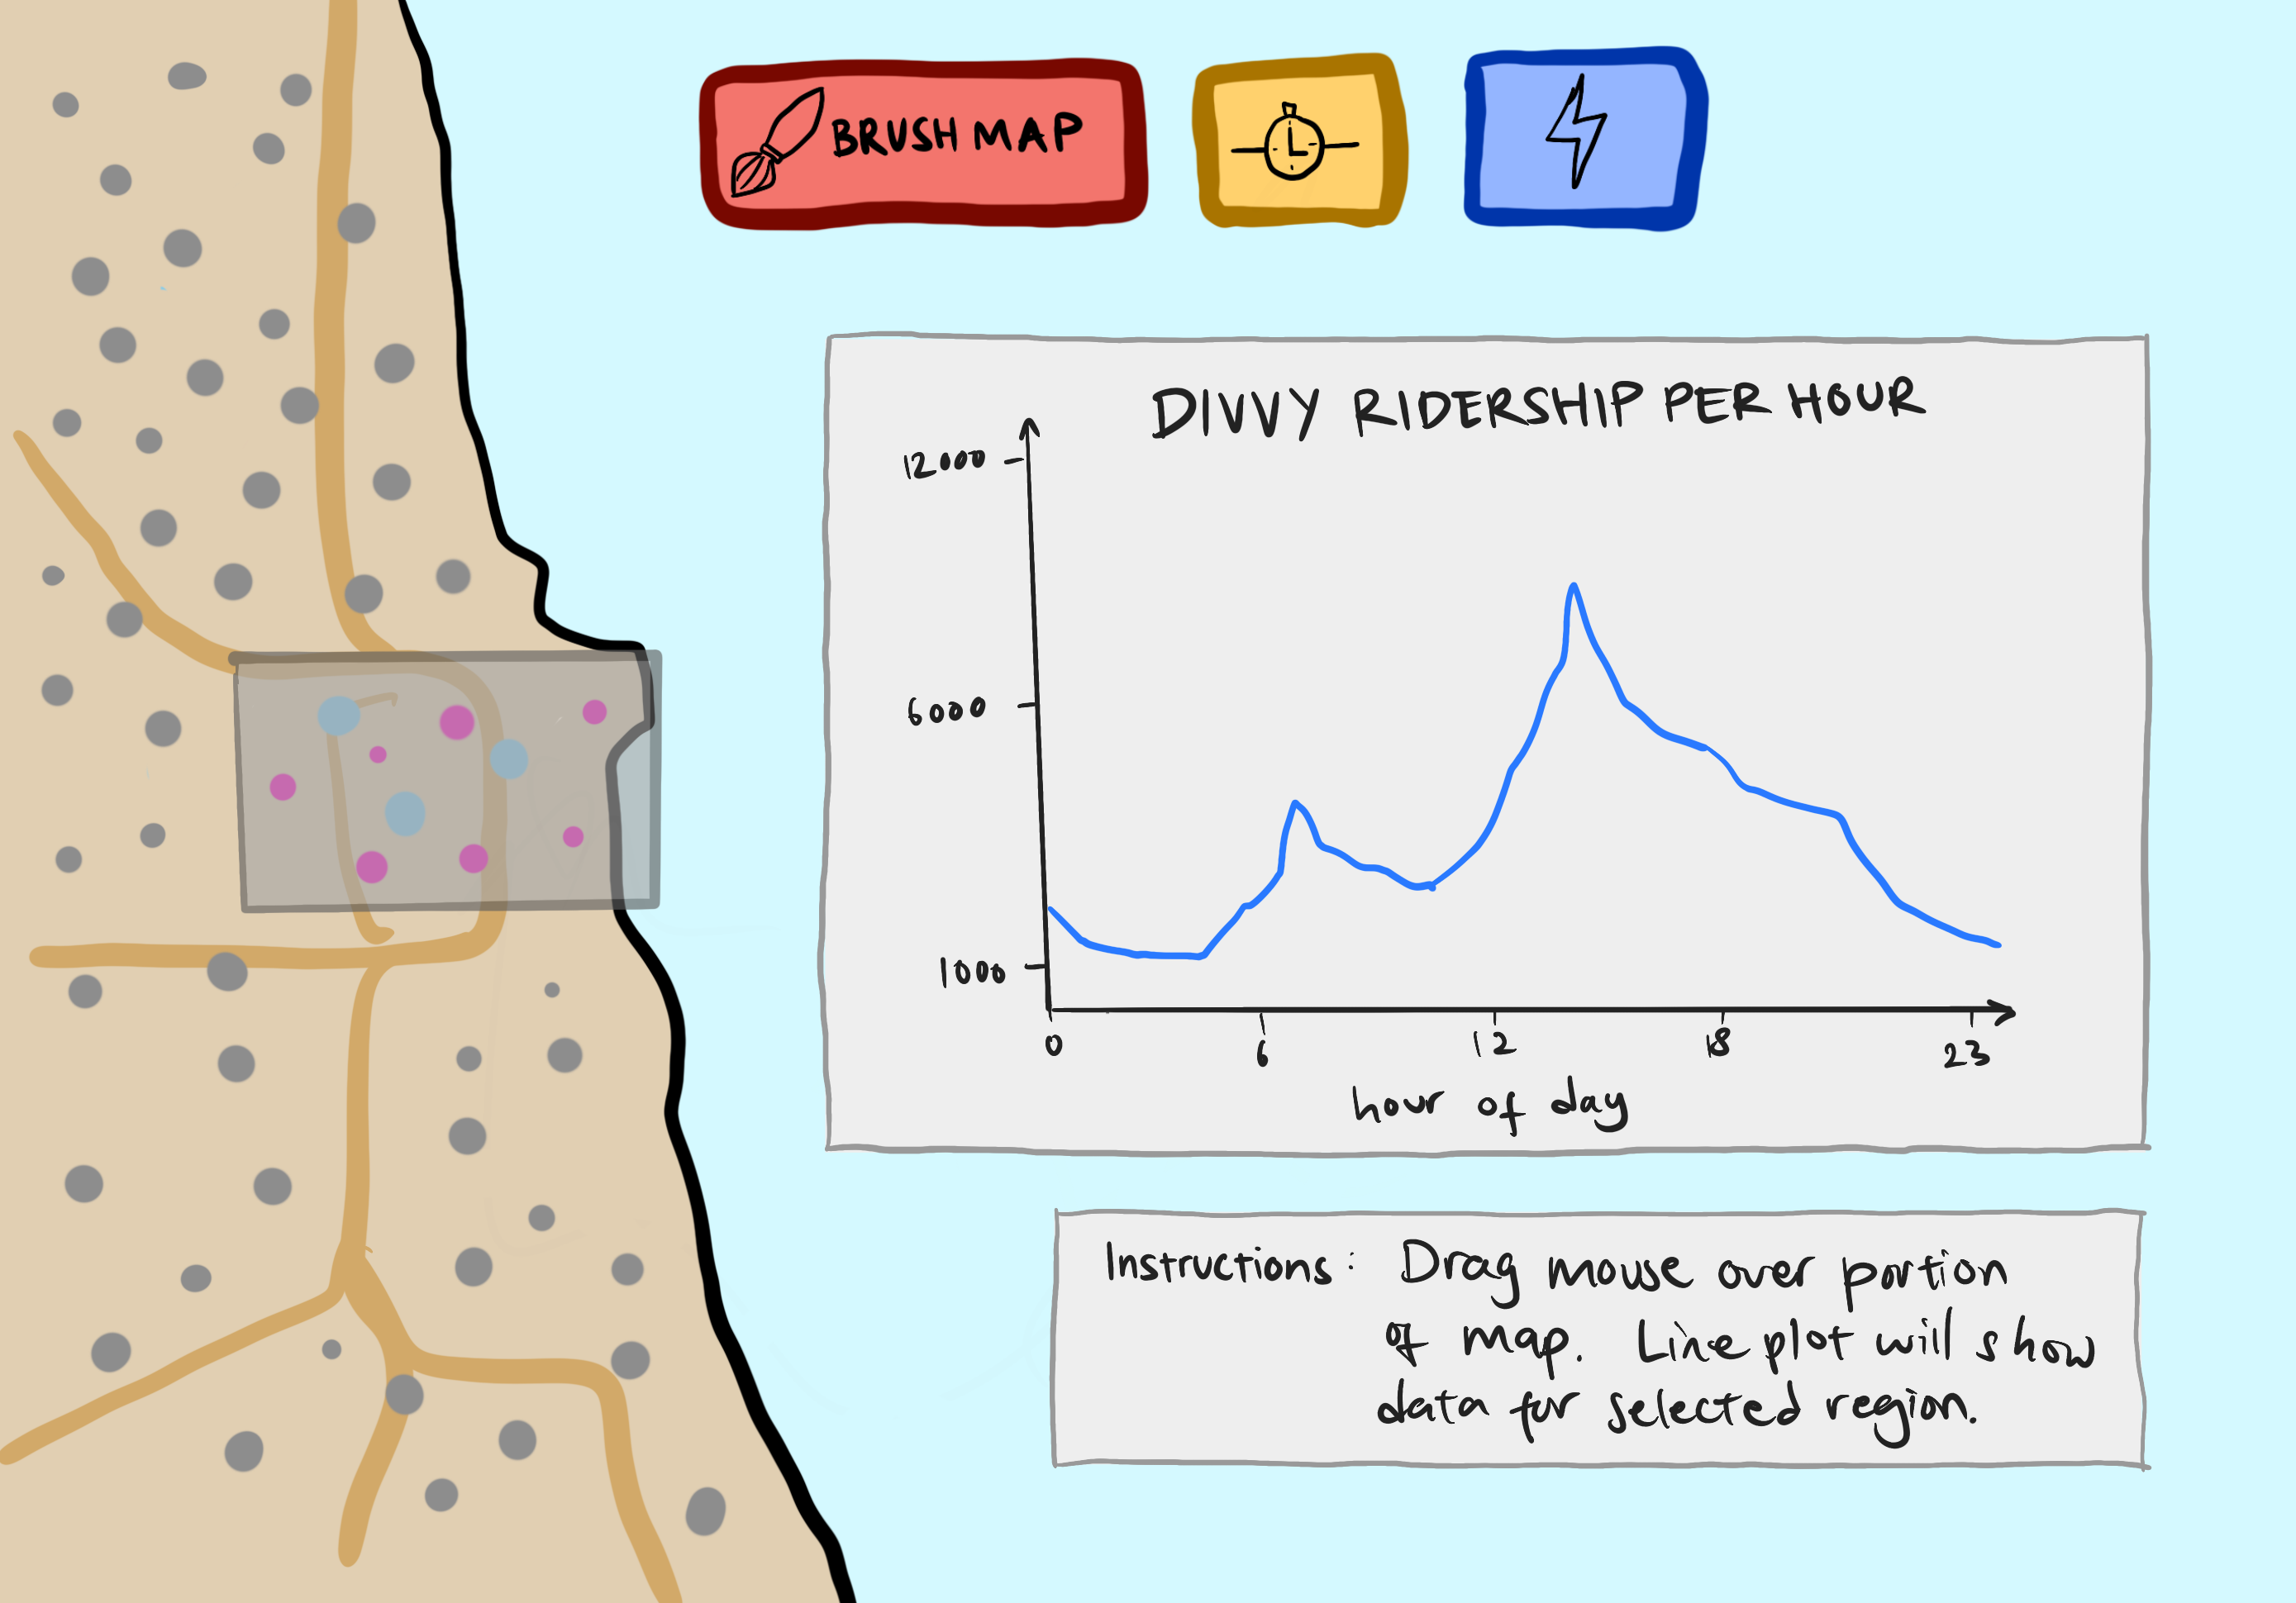 BRUSH MAP
DIVVY RIDERSHIP PER HOUR
12000
6000
1000
0 6 12 18 23
hour of day
Instructions: Drag mouse over portion
of map. Line plot will show
data for selected region.